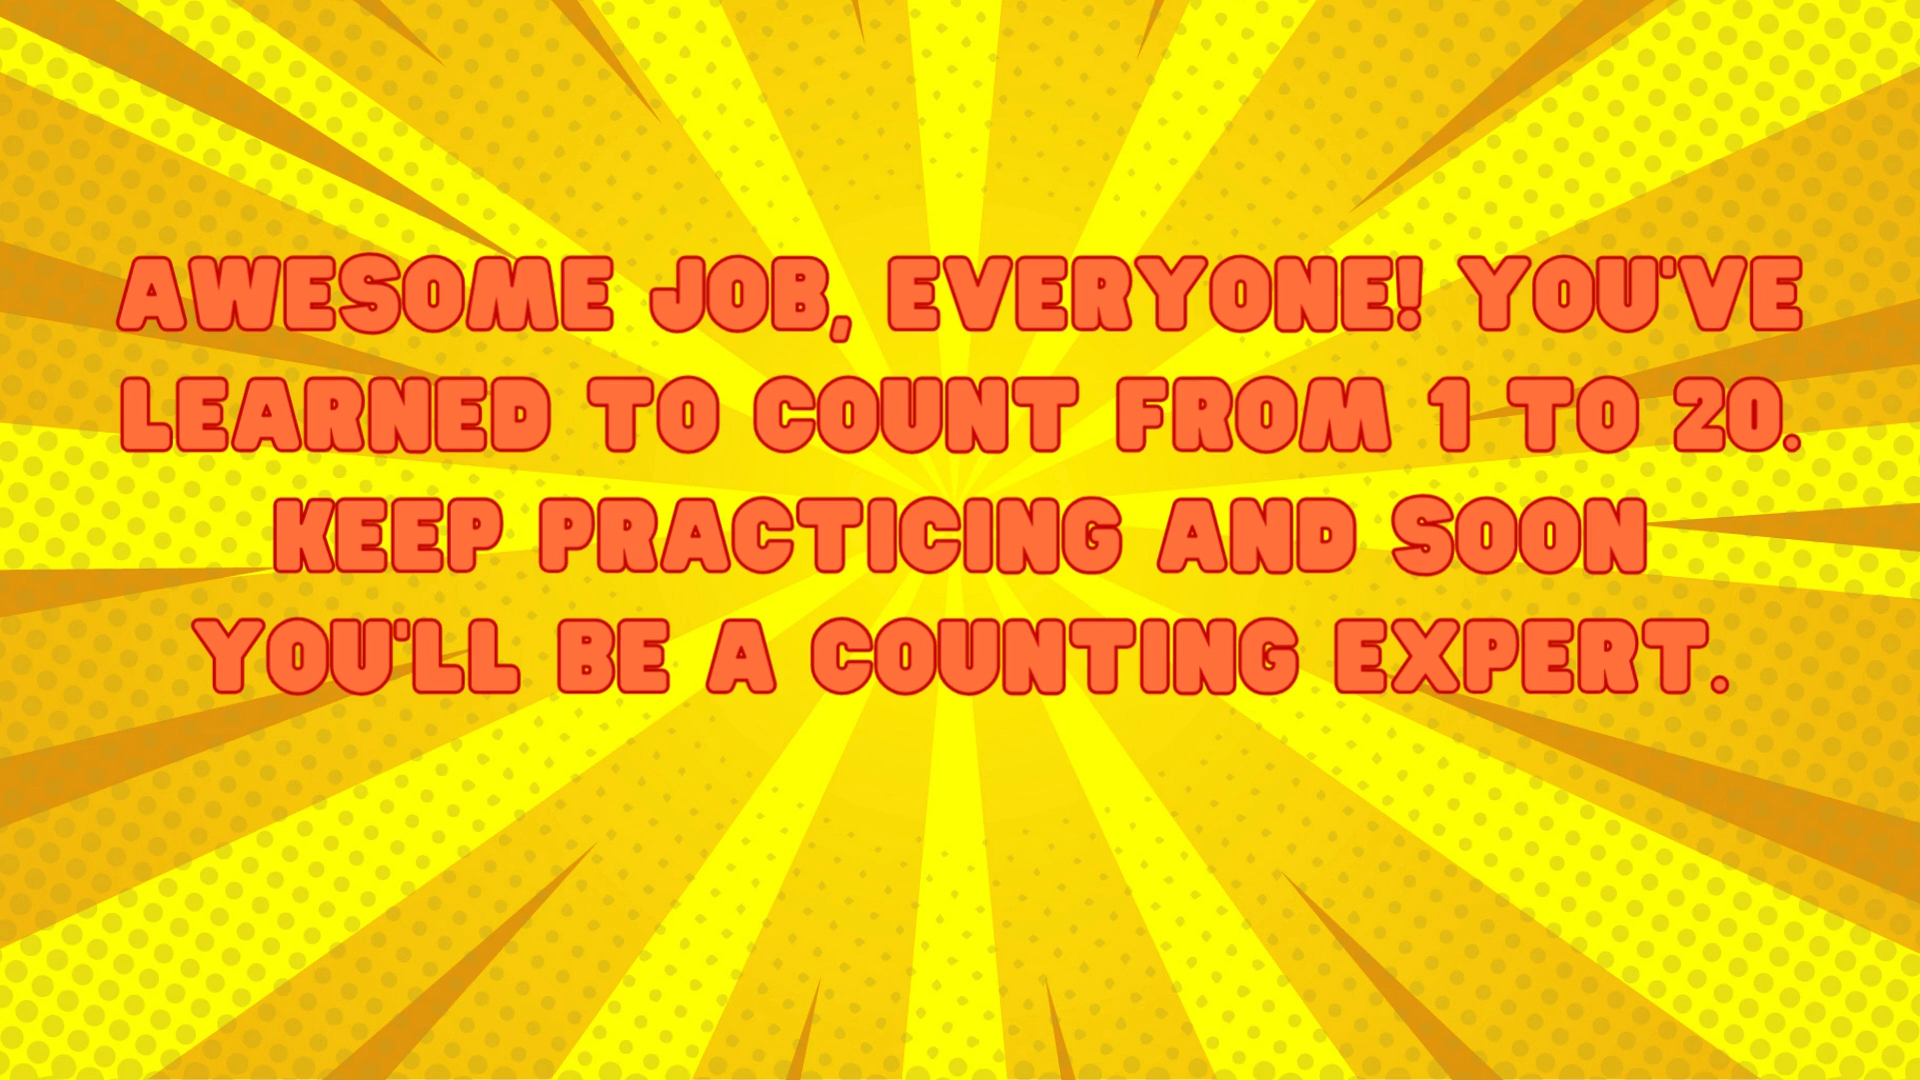 AWESOME JOB, EVERYONE! YOU'VE
LEARNED TO COUNT FROM 1 TO 20.
KEEP PRACTICING AND SOON
YOU'LL BE A COUNTING EXPERT.